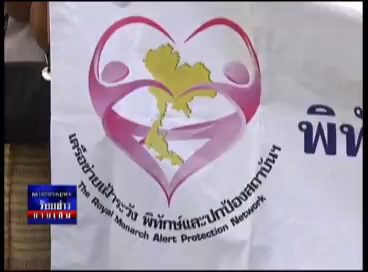 เครือข่ายเฝ้าระวัง พิทักษ์และปกป้องสถาบันฯ
The Royal Monarch Alert Protection Network
พิทั